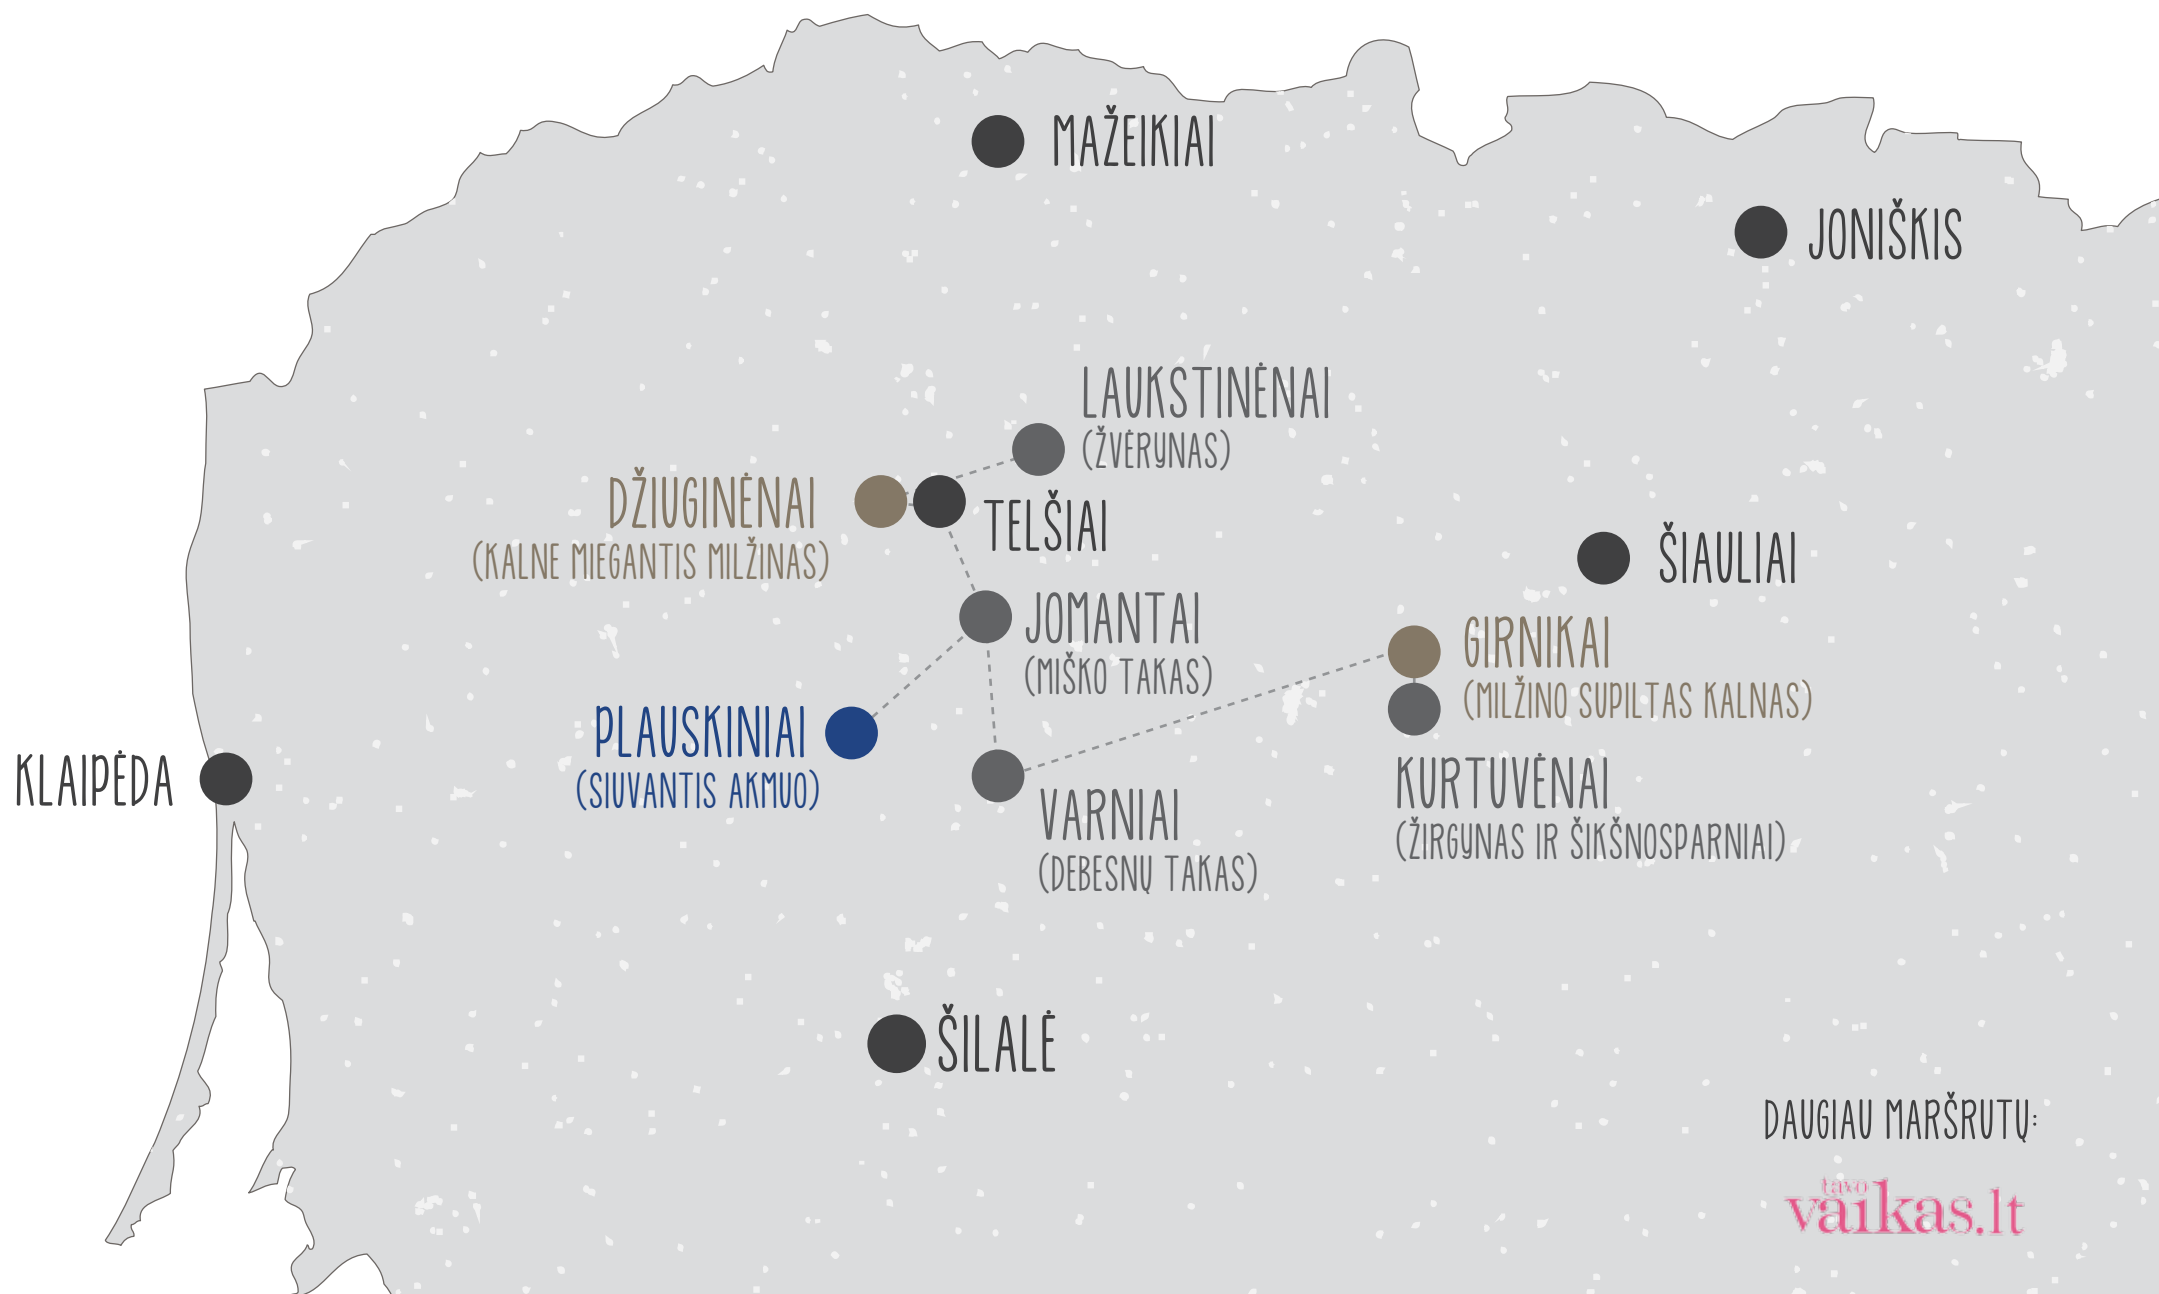 MAŽEIKIAI
JONIŠKIS
LAUKSTINĖNAI
(ŽVĖRYNAS)
DŽIUGINĖNAI
(KALNE MIEGANTIS MILŽINAS)
TELŠIAI
ŠIAULIAI
JOMANTAI
(MIŠKO TAKAS)
GIRNIKAI
(MILŽINO SUPILTAS KALNAS)
PLAUSKINIAI
(SIUVANTIS AKMUO)
KLAIPĖDA
VARNIAI
(DEBESNŲ TAKAS)
KURTUVĖNAI
(ŽIRGYNAS IR ŠIKŠNOSPARNIAI)
ŠILALĖ
DAUGIAU MARŠRUTŲ:
tavo
vaikas.lt